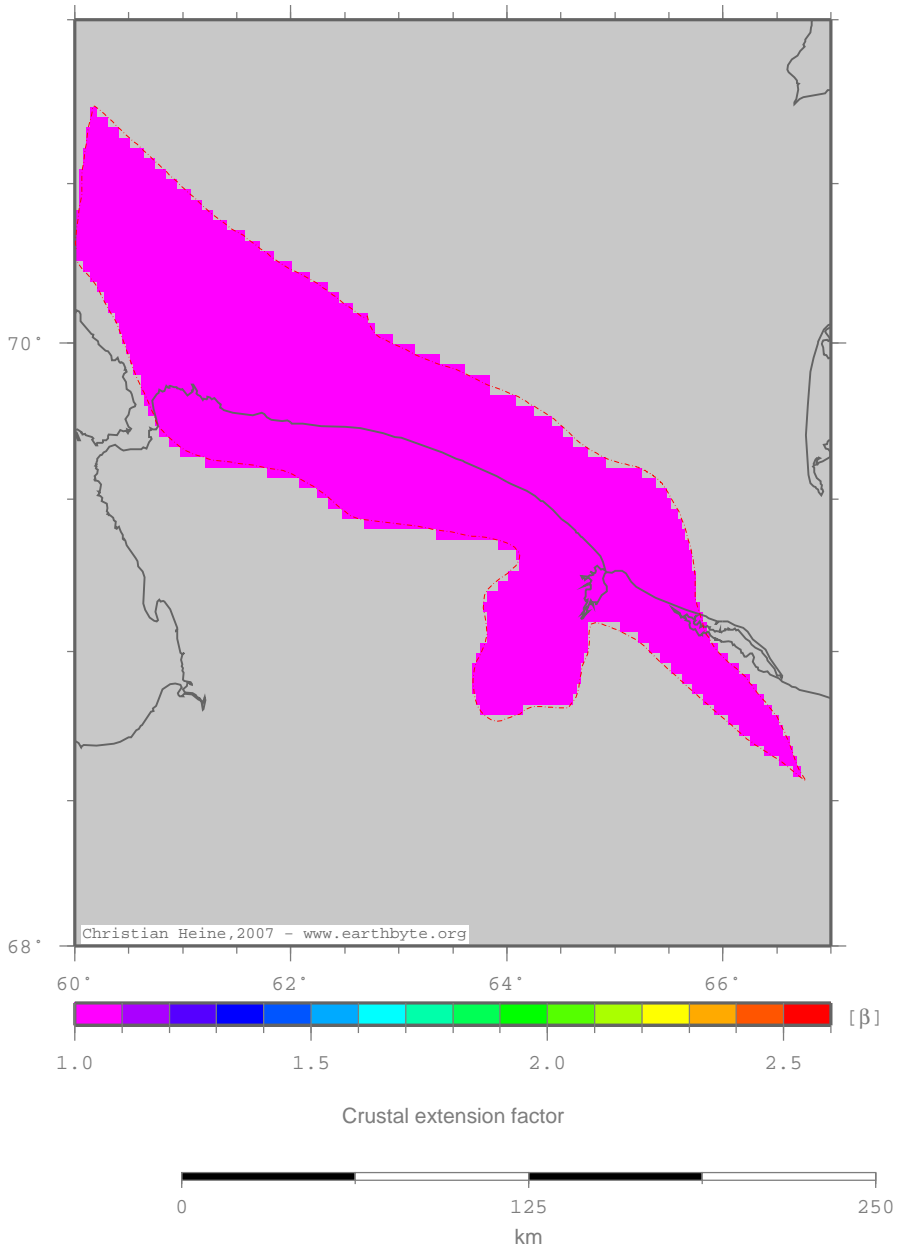 70°
68°
Christian Heine,2007 - www.earthbyte.org
60° 62° 64° 66°
[β]
1.0 1.5 2.0 2.5
Crustal extension factor
0 125 250
km